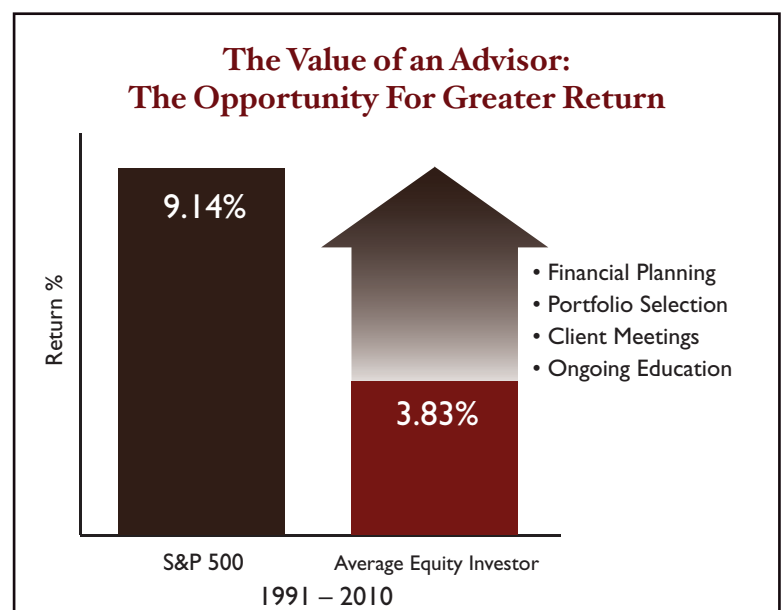 The Value of an Advisor:
The Opportunity For Greater Return
Return %
9.14%
3.83%
• Financial Planning
• Portfolio Selection
• Client Meetings
• Ongoing Education
S&P 500
Average Equity Investor
1991 – 2010